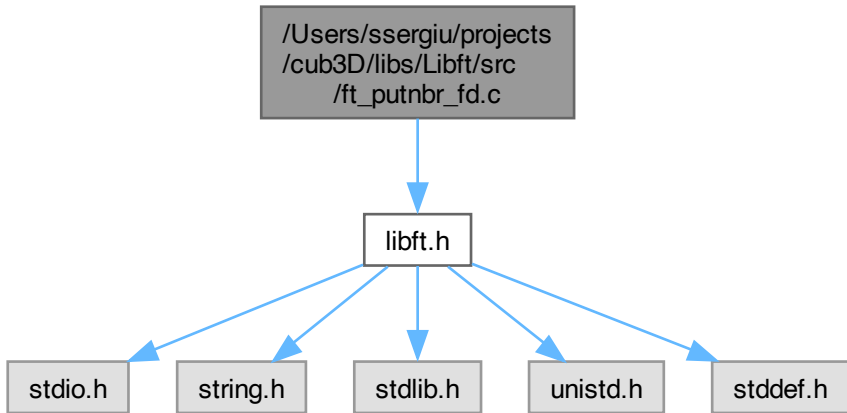 /Users/ssergiu/projects
/cub3D/libs/Libft/src
/ft_putnbr_fd.c
libft.h
stdio.h
string.h
stdlib.h
unistd.h
stddef.h